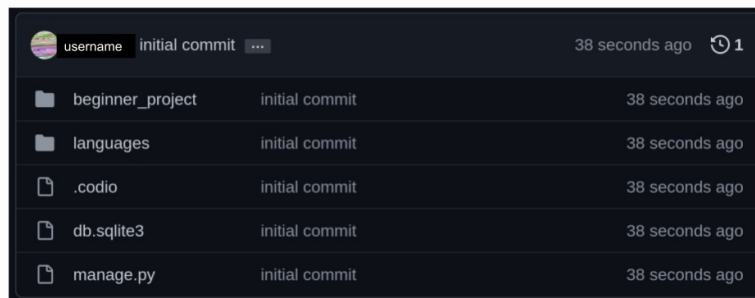 username initial commit ... 38 seconds ago 1
beginner_project initial commit 38 seconds ago
languages initial commit 38 seconds ago
.codio initial commit 38 seconds ago
db.sqlite3 initial commit 38 seconds ago
manage.py initial commit 38 seconds ago